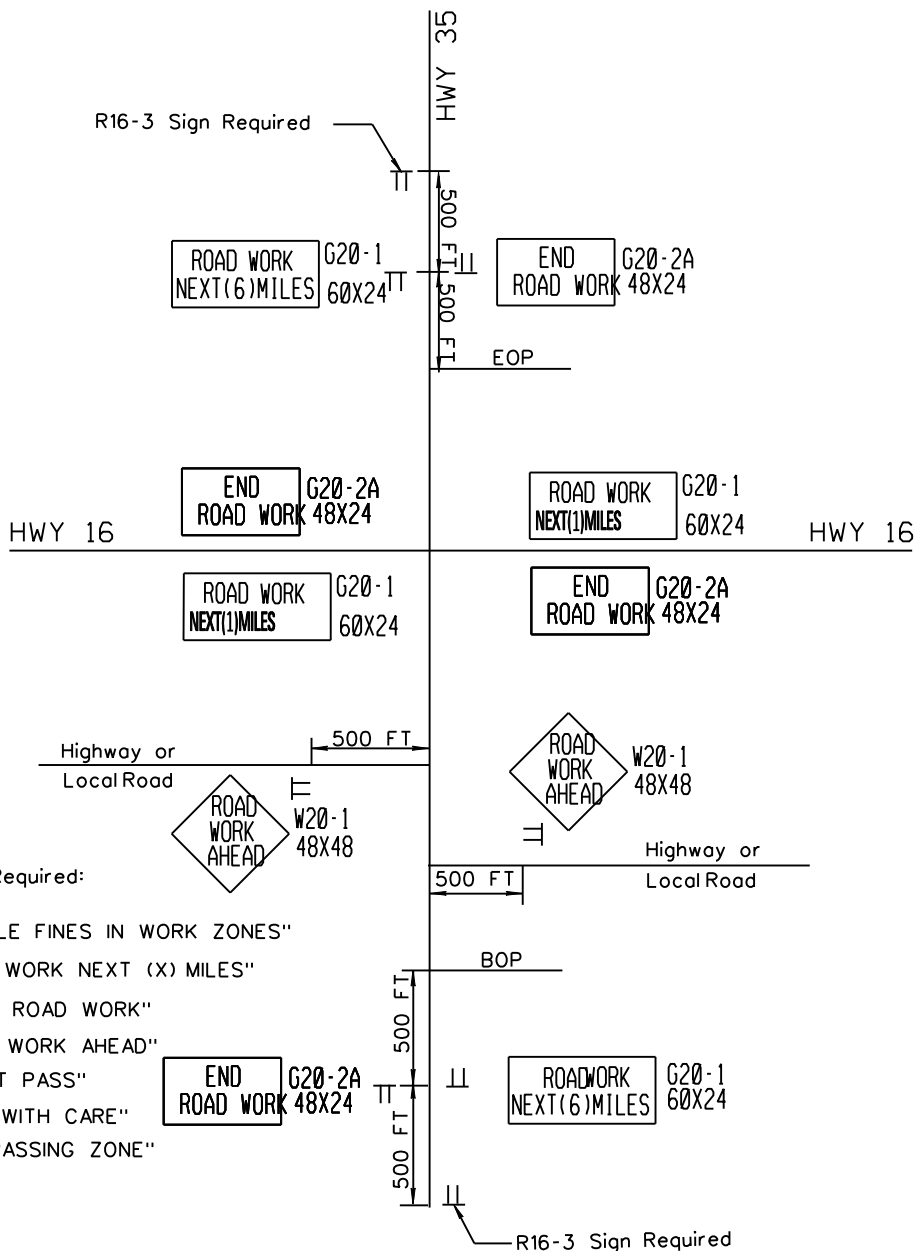 HWY 35
R16-3 Sign Required
500 FT
ROAD WORK
NEXT(6)MILES
G20-1
60X24
END
ROAD WORK
G20-2A
48X24
500 FT
EOP
END
ROAD WORK
G20-2A
48X24
ROAD WORK
NEXT(1)MILES
G20-1
60X24
HWY 16
HWY 16
ROAD WORK
NEXT(1)MILES
G20-1
60X24
END
ROAD WORK
G20-2A
48X24
500 FT
Highway or
Local Road
ROAD
WORK
AHEAD
W20-1
48X48
ROAD
WORK
AHEAD
W20-1
48X48
Highway or
Local Road
500 FT
equired:
LE FINES IN WORK ZONES"
WORK NEXT (X) MILES"
ROAD WORK"
WORK AHEAD"
T PASS"
WITH CARE"
PASSING ZONE"
BOP
500 FT
END
ROAD WORK
G20-2A
48X24
ROADWORK
NEXT(6)MILES
G20-1
60X24
500 FT
R16-3 Sign Required